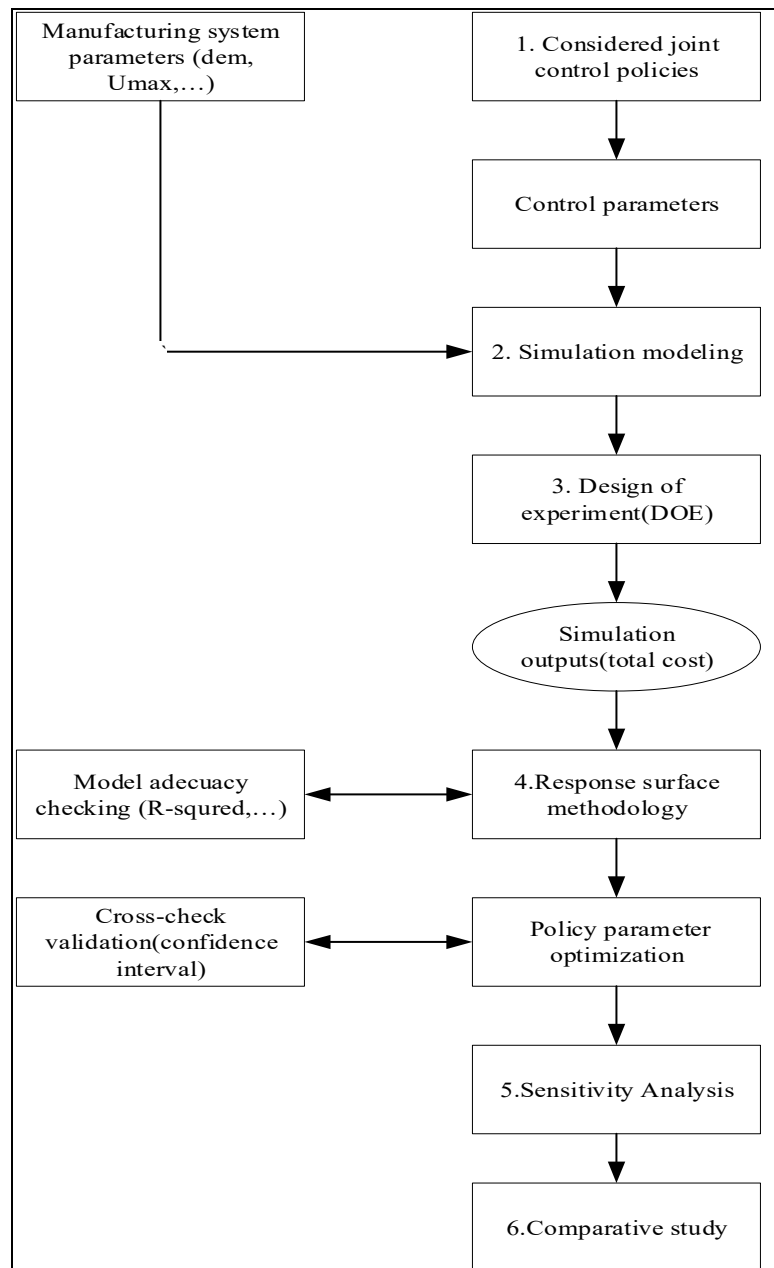 Manufacturing system
parameters (dem,
Umax,…)
1. Considered joint
control policies
Control parameters
2. Simulation modeling
3. Design of
experiment(DOE)
Simulation
outputs(total cost)
Model adecuacy
checking (R-squred,…)
4.Response surface
methodology
Cross-check
validation(confidence
interval)
Policy parameter
optimization
5.Sensitivity Analysis
6.Comparative study